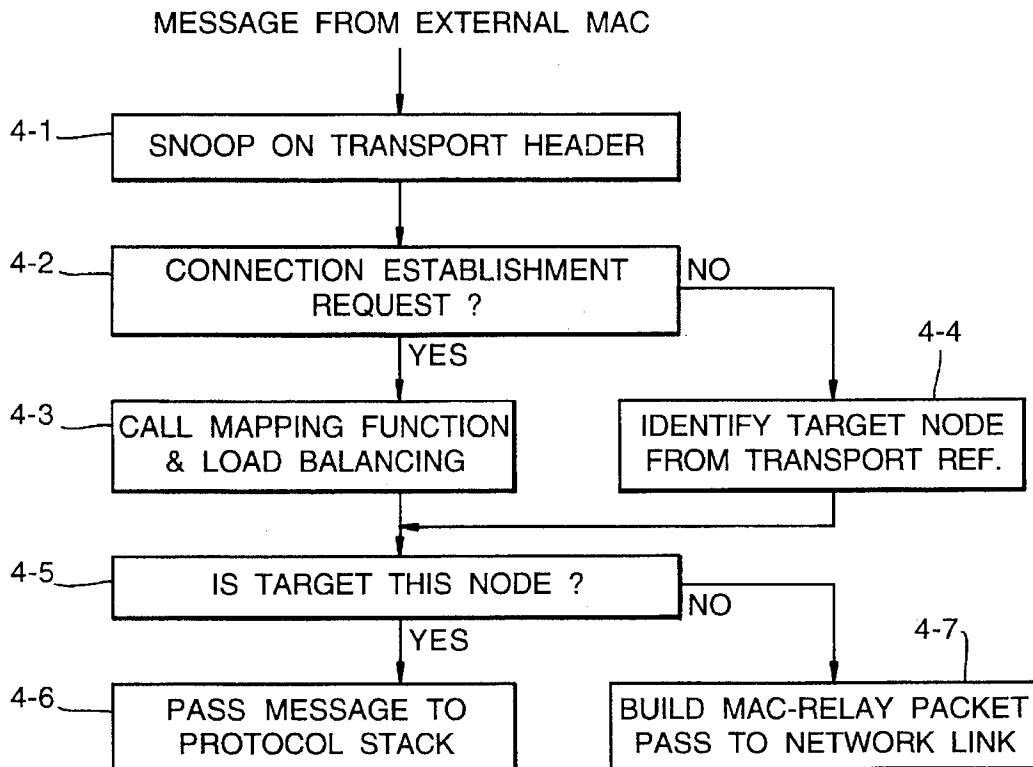 MESSAGE FROM EXTERNAL MAC
4-1
SNOOP ON TRANSPORT HEADER
4-2
CONNECTION ESTABLISHMENT
REQUEST ?
NO
YES
4-3
CALL MAPPING FUNCTION
& LOAD BALANCING
4-4
IDENTIFY TARGET NODE
FROM TRANSPORT REF.
4-5
IS TARGET THIS NODE ?
NO
YES
4-6
PASS MESSAGE TO
PROTOCOL STACK
4-7
BUILD MAC-RELAY PACKET
PASS TO NETWORK LINK